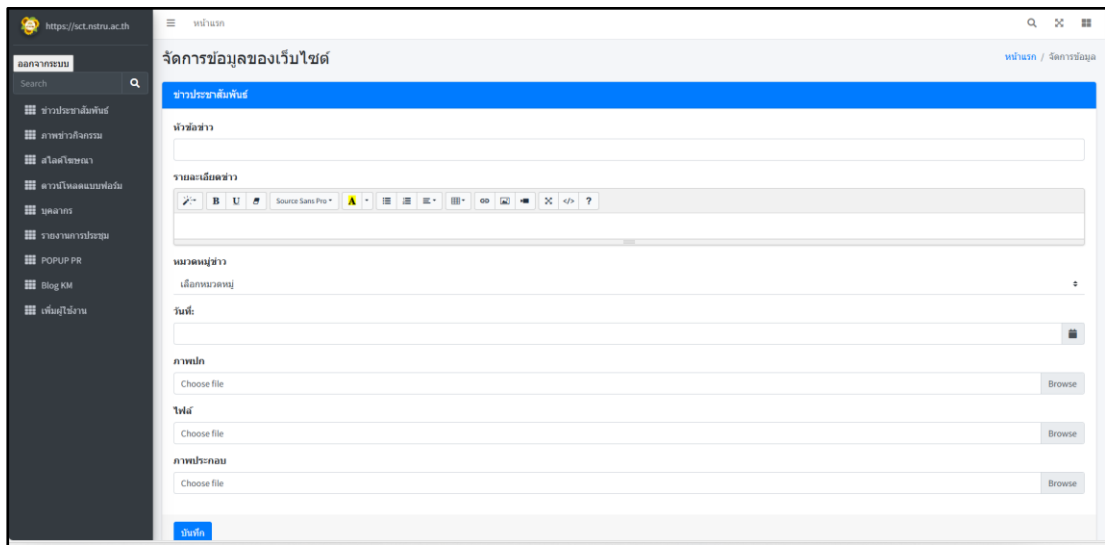 https://sct.nstru.ac.th
ออกจากระบบ
Search
ข่าวประชาสัมพันธ์
ภาพข่าวกิจกรรม
สไลด์โฆษณา
ดาวน์โหลดแบบฟอร์ม
บุคลากร
รายงานการประชุม
POPUP PR
Blog KM
เพิ่มผู้ใช้งาน
หน้าแรก
จัดการข้อมูลของเว็บไซต์
หน้าแรก / จัดการข้อมูล
ข่าวประชาสัมพันธ์
หัวข้อข่าว
รายละเอียดข่าว
B U Source Sans Pro A </> ?
หมวดหมู่ข่าว
เลือกหมวดหมู่
วันที่:
ภาพปก
Choose file Browse
ไฟล์
Choose file Browse
ภาพประกอบ
Choose file Browse
บันทึก